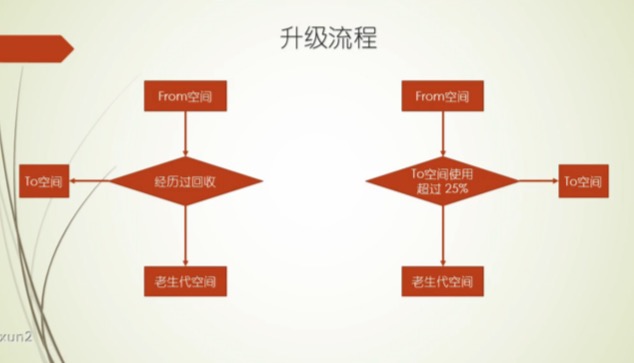 升级流程
From空间
经历过回收
To空间
老生代空间
From空间
To空间使用
超过 25%
To空间
老生代空间
xun2